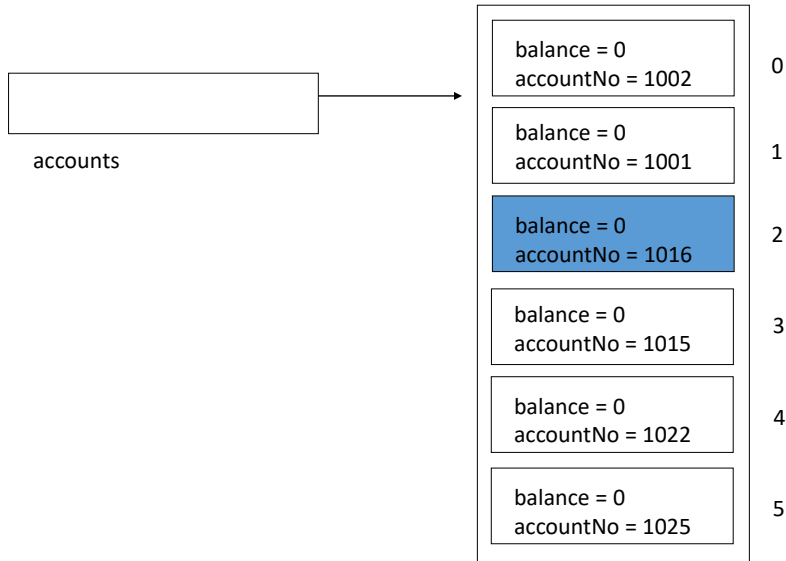 balance = 0
accountNo = 1002
0
accounts
balance = 0
accountNo = 1001
1
balance = 0
accountNo = 1016
2
balance = 0
accountNo = 1015
3
balance = 0
accountNo = 1022
4
balance = 0
accountNo = 1025
5